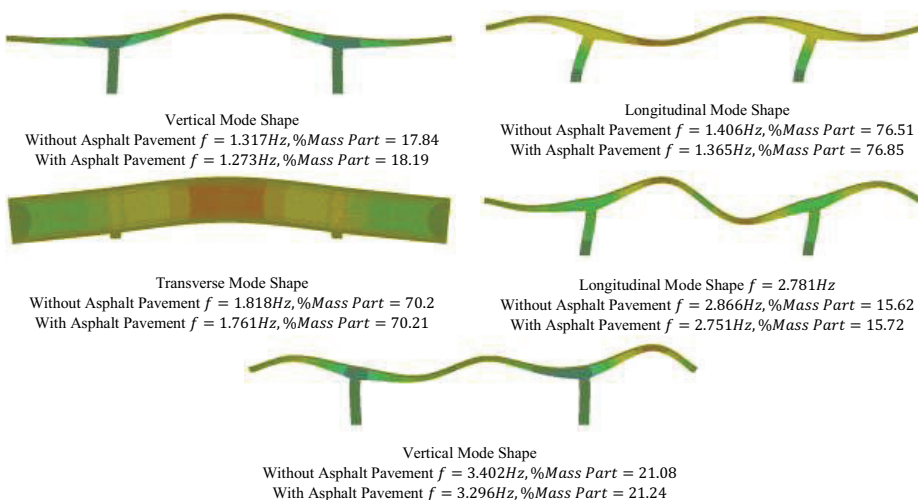 Vertical Mode Shape
Without Asphalt Pavement f = 1.317Hz, %Mass Part = 17.84
With Asphalt Pavement f = 1.273Hz, %Mass Part = 18.19
Longitudinal Mode Shape
Without Asphalt Pavement f = 1.406Hz, %Mass Part = 76.51
With Asphalt Pavement f = 1.365Hz, %Mass Part = 76.85
Transverse Mode Shape
Without Asphalt Pavement f = 1.818Hz, %Mass Part = 70.2
With Asphalt Pavement f = 1.761Hz, %Mass Part = 70.21
Longitudinal Mode Shape f = 2.781Hz
Without Asphalt Pavement f = 2.866Hz, %Mass Part = 15.62
With Asphalt Pavement f = 2.751Hz, %Mass Part = 15.72
Vertical Mode Shape
Without Asphalt Pavement f = 3.402Hz, %Mass Part = 21.08
With Asphalt Pavement f = 3.296Hz, %Mass Part = 21.24